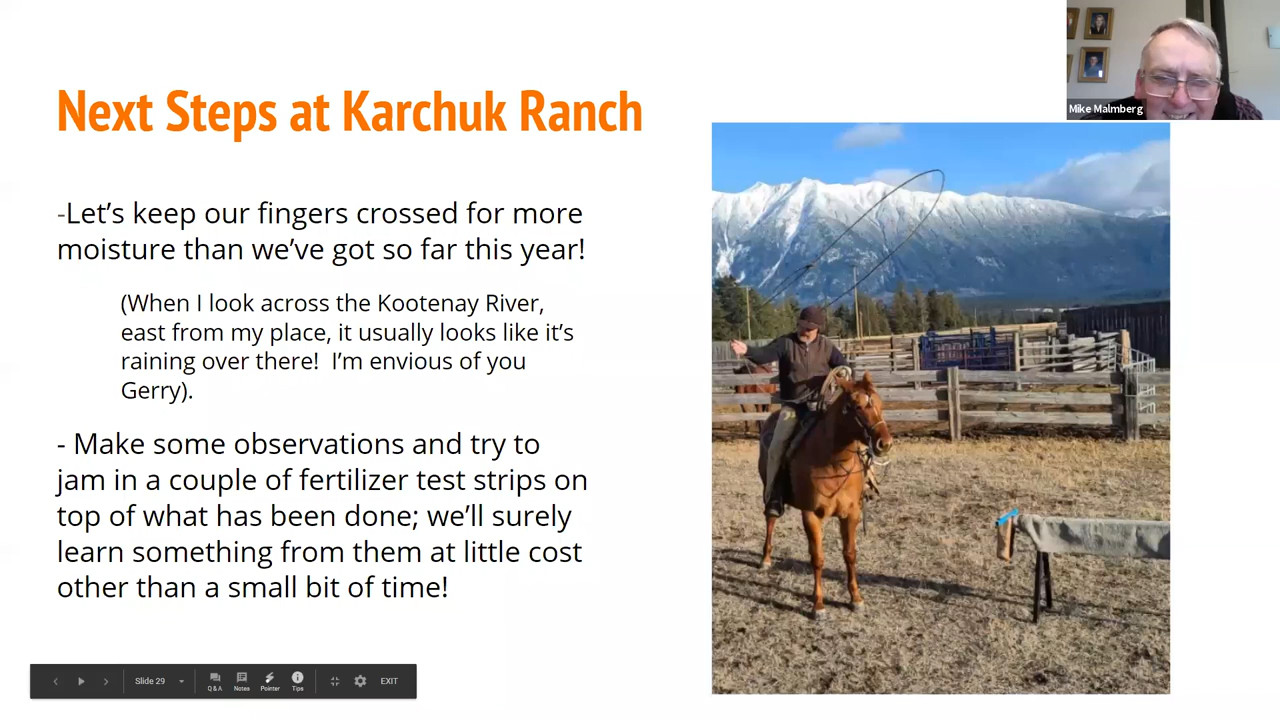 Next Steps at Karchuk Ranch
Mike Malmberg
-Let's keep our fingers crossed for more
moisture than we've got so far this year!
(When I look across the Kootenay River,
east from my place, it usually looks like it's
raining over there!  I'm envious of you
Gerry).
- Make some observations and try to
jam in a couple of fertilizer test strips on
top of what has been done; we'll surely
learn something from them at little cost
other than a small bit of time!
Slide 29
Q & A
Notes
Pointer
Tips
EXIT